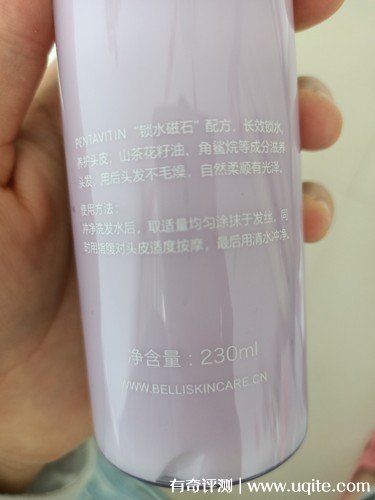 PENTAVITIN“锁水磁石”配方，长效锁水，
养护头皮；山茶花籽油、角鲨烷等成分滋养
头发，用后头发不毛燥，自然柔顺有光泽。
使用方法：
冲净洗发水后，取适量均匀涂抹于发丝，同
时用指腹对头皮适度按摩，最后用清水冲净。
净含量：230ml
WWW.BELLISKINCARE.CN
有奇评测｜www.uqite.com